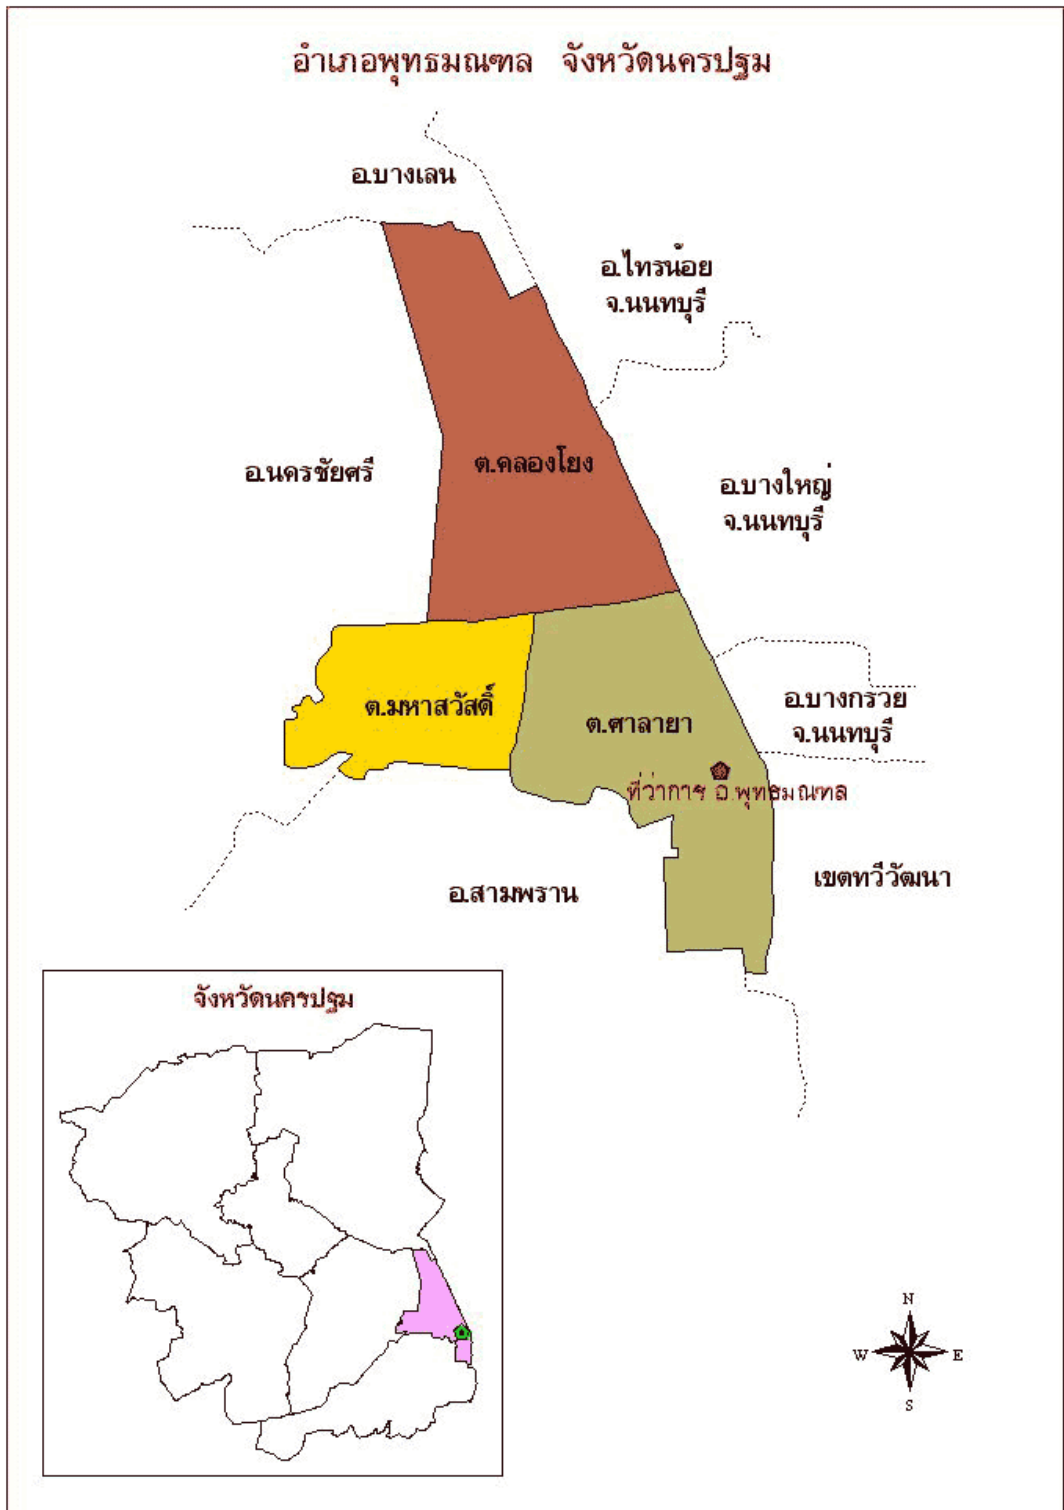 อำเภอพุทธมณฑล จังหวัดนครปฐม
อ.บางเลน
อ.ไทรน้อย
จ.นนทบุรี
ต.คลองโยง
อ.นครชัยศรี
อ.บางใหญ่
จ.นนทบุรี
ต.มหาสวัสดิ์
ต.ศาลายา
อ.บางกรวย
จ.นนทบุรี
ที่ว่าการ อ.พุทธมณฑล
เขตทวีวัฒนา
อ.สามพราน
จังหวัดนครปฐม
N
W E
S